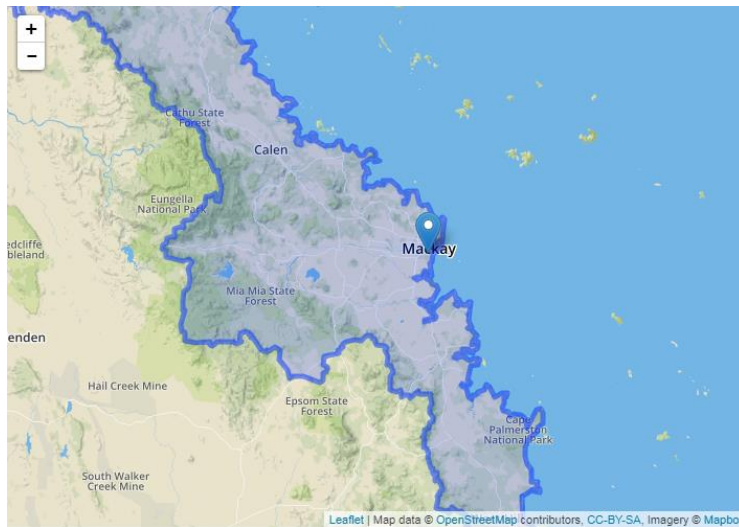 +
−
Cathu State
Forest
Calen
Eungella
National Park
edcliffe
bleland
Mackay
Mia Mia State
Forest
enden
Hail Creek Mine
Epsom State
Forest
Cape
Palmerston
National Park
South Walker
Creek Mine
Leaflet | Map data © OpenStreetMap contributors, CC-BY-SA, Imagery © Mapbo